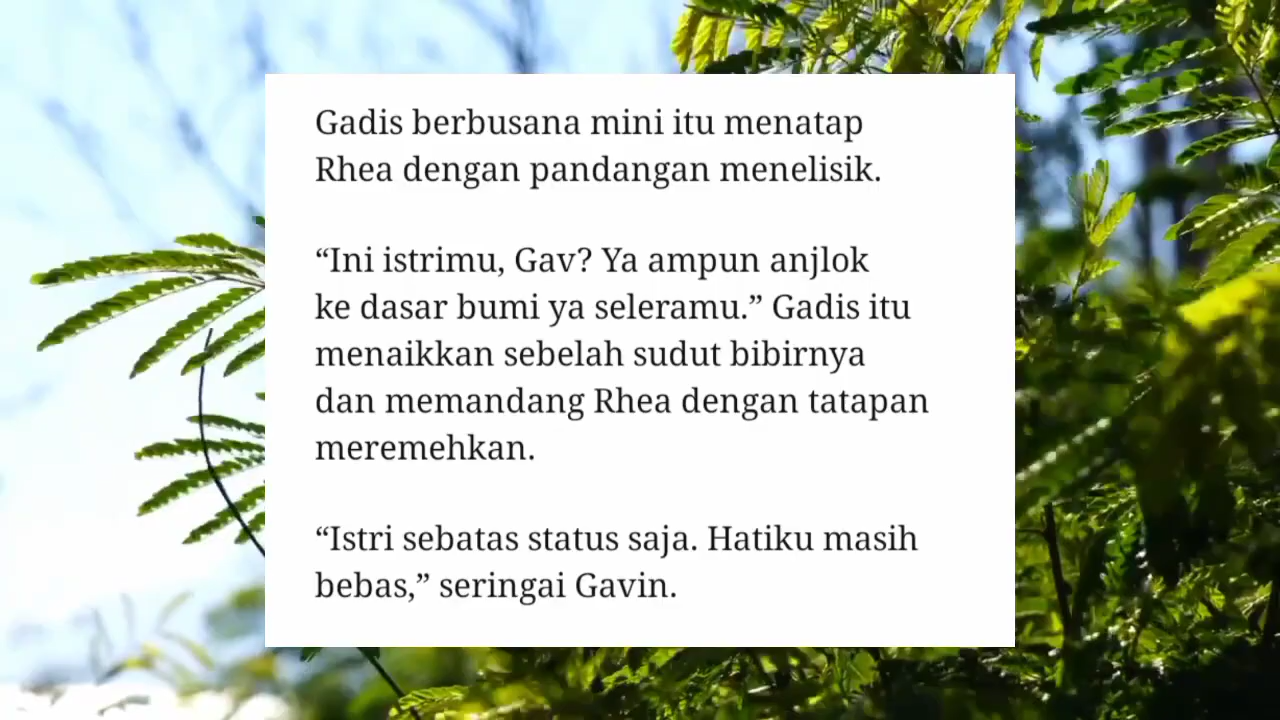 Gadis berbusana mini itu menatap
Rhea dengan pandangan menelisik.
“Ini istrimu, Gav? Ya ampun anjlok
ke dasar bumi ya seleramu.” Gadis itu
menaikkan sebelah sudut bibirnya
dan memandang Rhea dengan tatapan
meremehkan.
“Istri sebatas status saja. Hatiku masih
bebas,” seringai Gavin.